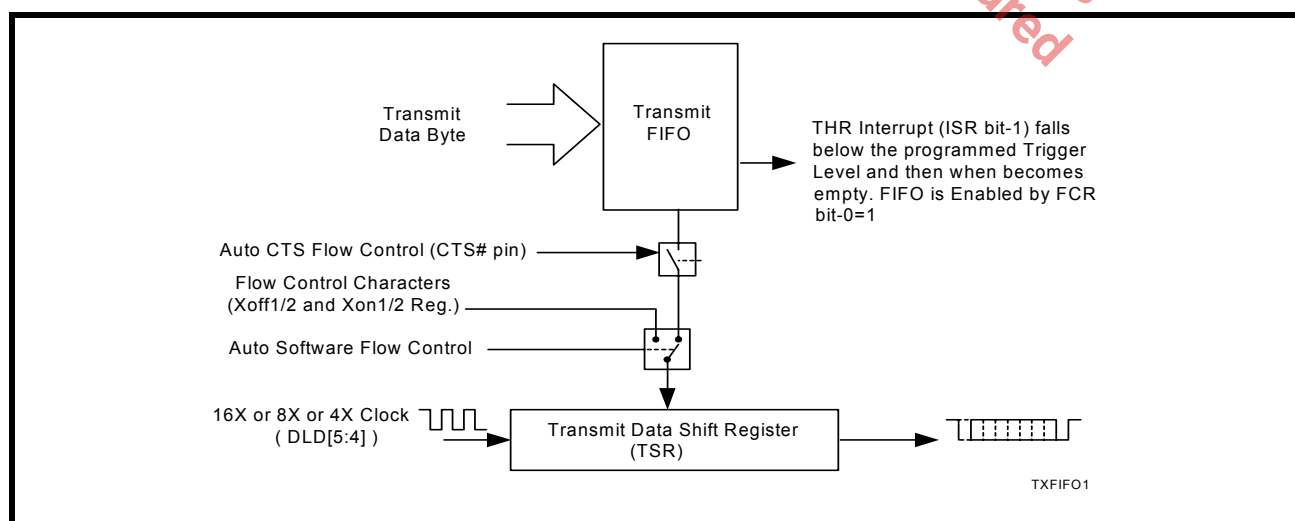 Transmit
Data Byte
Transmit
FIFO
THR Interrupt (ISR bit-1) falls
below the programmed Trigger
Level and then when becomes
empty. FIFO is Enabled by FCR
bit-0=1
Auto CTS Flow Control (CTS# pin)
Flow Control Characters
(Xoff1/2 and Xon1/2 Reg.)
Auto Software Flow Control
16X or 8X or 4X Clock
( DLD[5:4] )
Transmit Data Shift Register
(TSR)
TXFIFO1